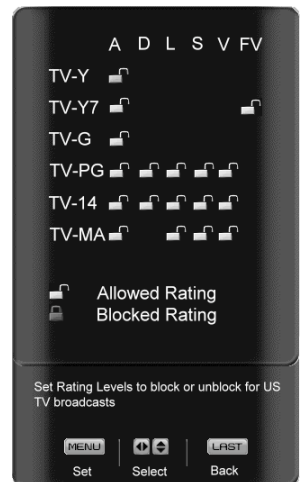 A D L S V FV
TV-Y
TV-Y7
TV-G
TV-PG
TV-14
TV-MA
Allowed Rating
Blocked Rating
Set Rating Levels to block or unblock for US
TV broadcasts
MENU LAST
Set Select Back